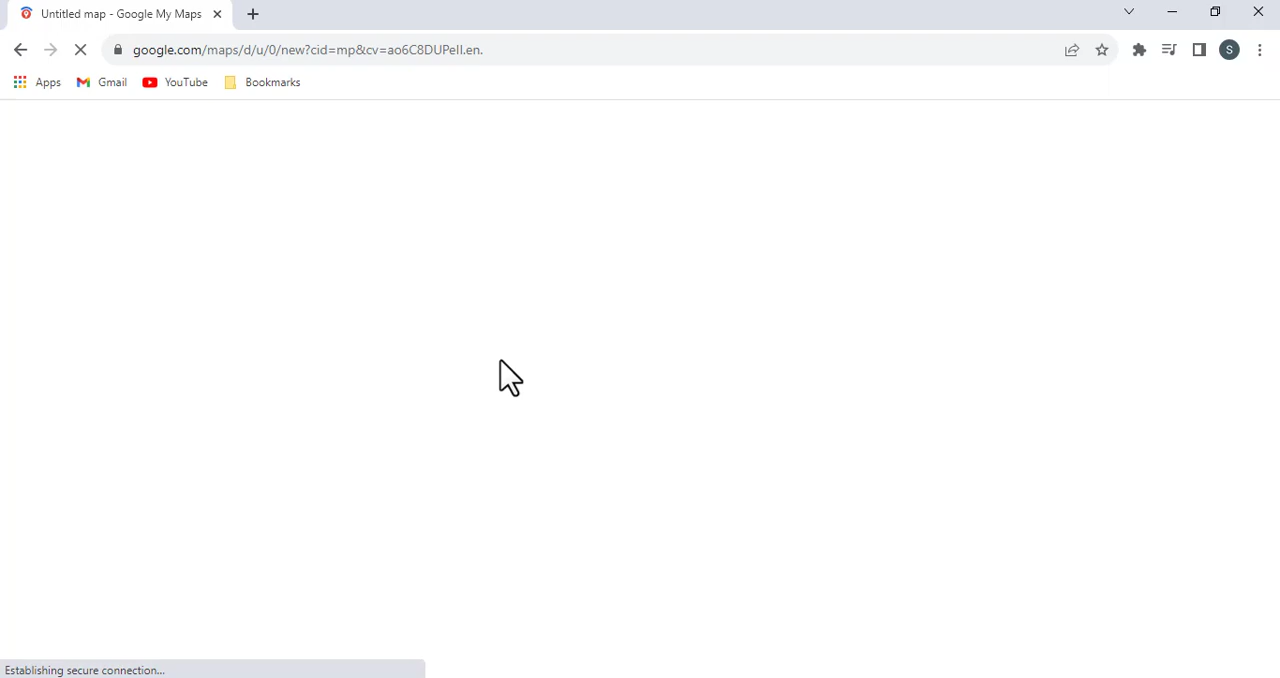 Untitled map - Google My Maps
google.com/maps/d/u/0/new?cid=mp&cv=ao6C8DUPelI.en.
S
Apps Gmail YouTube Bookmarks
Establishing secure connection...